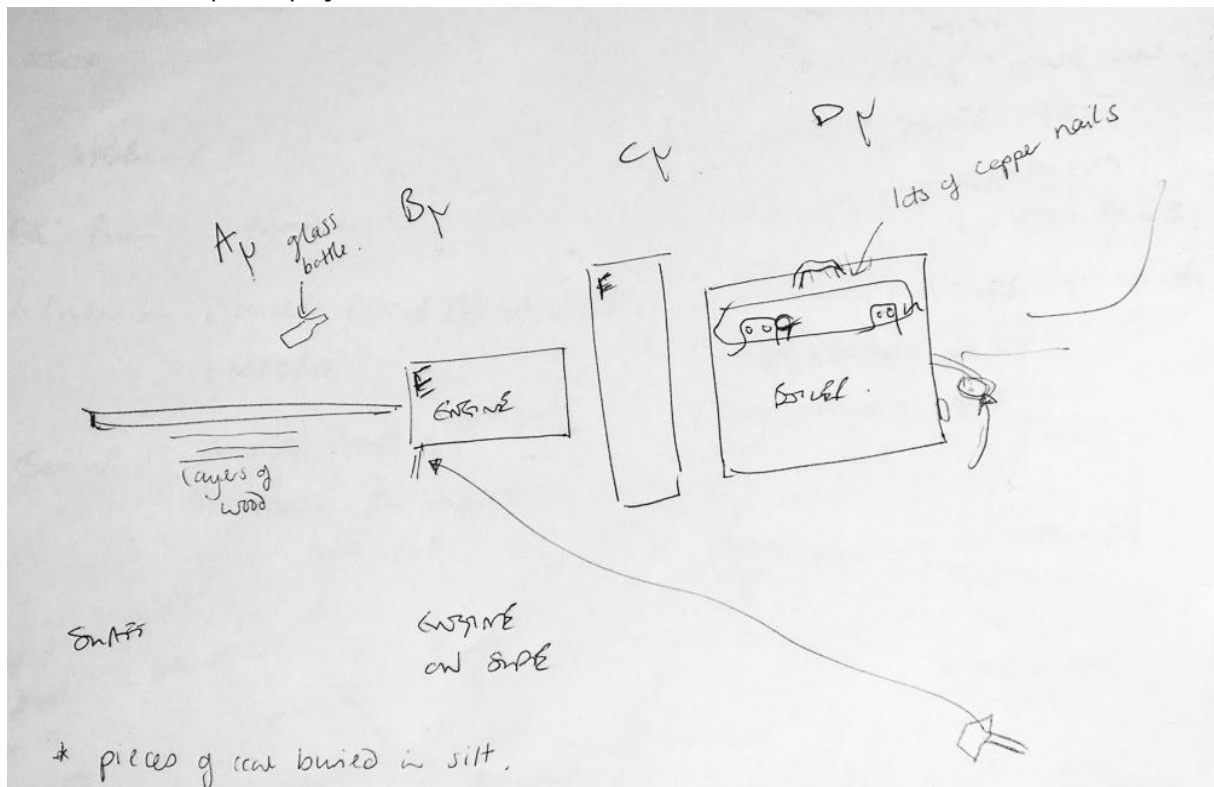 D
C
lots of copper nails
B
A glass
bottle.
E
E
ENGINE
BOILER.
layers of
wood
SHAFT
ENGINE
ON SIDE
* pieces of coal buried in silt.